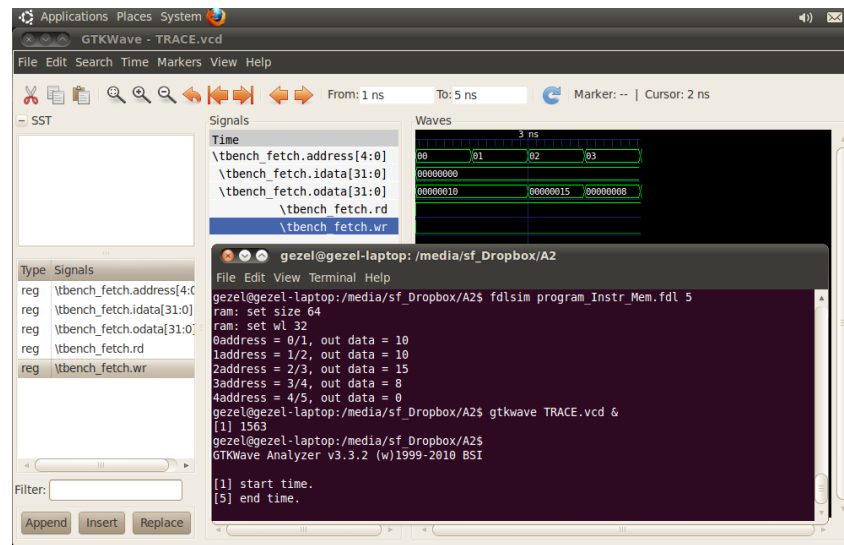 Applications Places System
GTKWave - TRACE.vcd
File Edit Search Time Markers View Help
From: 1 ns To: 5 ns Marker: -- | Cursor: 2 ns
SST
Signals
Waves
Time
3 ns
\tbench_fetch.address[4:0] 00 01 02 03
\tbench_fetch.idata[31:0] 00000000
\tbench_fetch.odata[31:0] 00000010 00000015 00000008
\tbench_fetch.rd
\tbench_fetch.wr
Type Signals
reg \tbench_fetch.address[4:0
reg \tbench_fetch.idata[31:0]
reg \tbench_fetch.odata[31:0]
reg \tbench_fetch.rd
reg \tbench_fetch.wr
Filter:
Append Insert Replace
gezel@gezel-laptop: /media/sf_Dropbox/A2
File Edit View Terminal Help
gezel@gezel-laptop:/media/sf_Dropbox/A2$ fdlsim program_Instr_Mem.fdl 5
ram: set size 64
ram: set wl 32
0address = 0/1, out data = 10
1address = 1/2, out data = 10
2address = 2/3, out data = 15
3address = 3/4, out data = 8
4address = 4/5, out data = 0
gezel@gezel-laptop:/media/sf_Dropbox/A2$ gtkwave TRACE.vcd &
[1] 1563
gezel@gezel-laptop:/media/sf_Dropbox/A2$
GTKWave Analyzer v3.3.2 (w)1999-2010 BSI
[1] start time.
[5] end time.